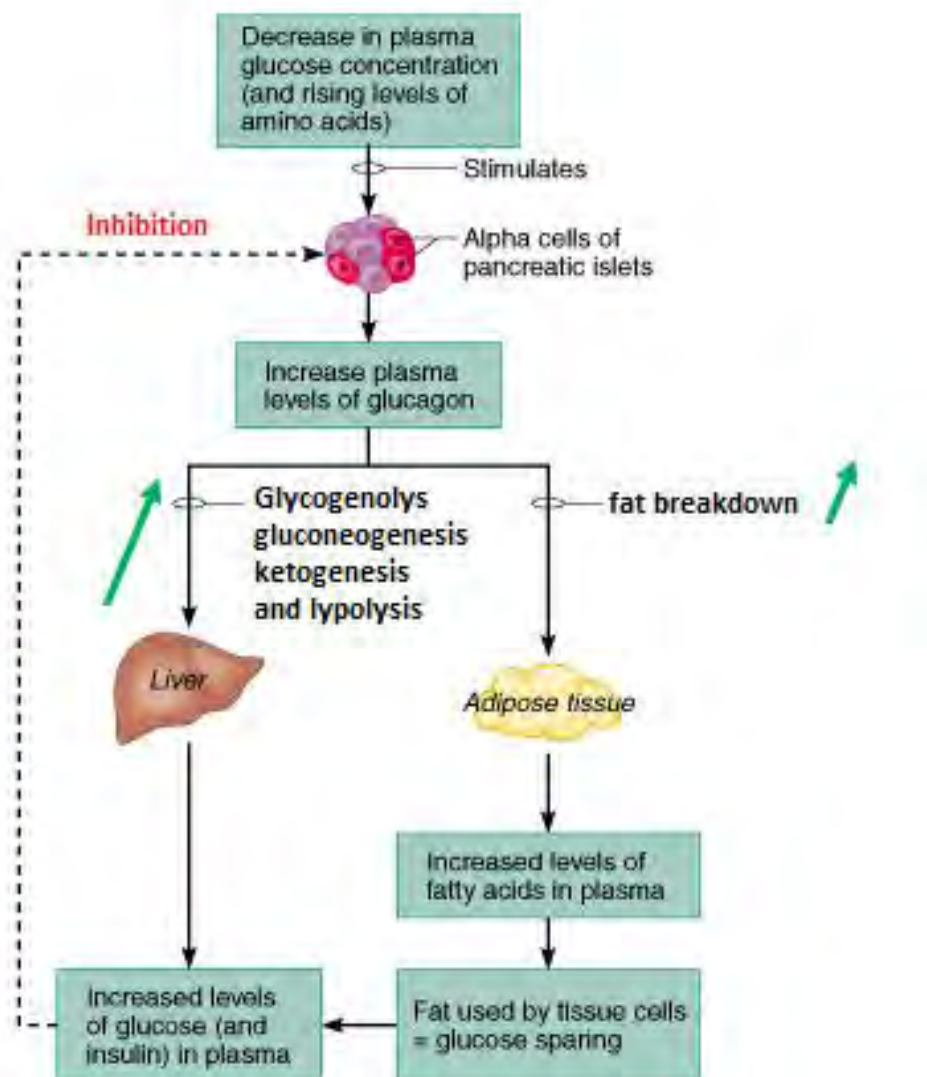 Decrease in plasma
glucose concentration
(and rising levels of
amino acids)
Stimulates
Inhibition
Alpha cells of
pancreatic islets
Increase plasma
levels of glucagon
Glycogenolys
gluconeogenesis
ketogenesis
and lypolysis
fat breakdown
Liver
Adipose tissue
Increased levels of
fatty acids in plasma
Increased levels
of glucose (and
insulin) in plasma
Fat used by tissue cells
= glucose sparing